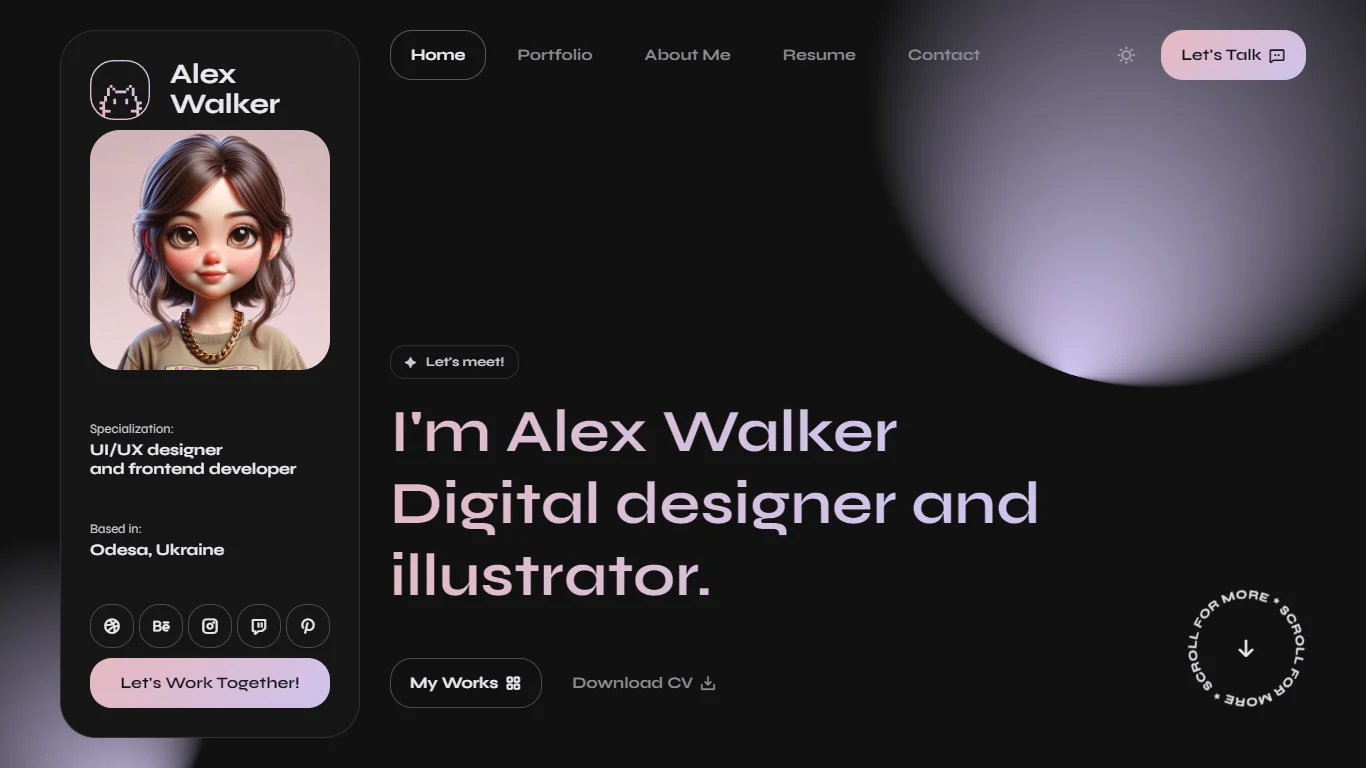 Alex
Walker
Home
Portfolio
About Me
Resume
Contact
Let's Talk
Specialization:
UI/UX designer
and frontend developer
Based in:
Odesa, Ukraine
Bē
Let's Work Together!
Let's meet!
I'm Alex Walker
Digital designer and
illustrator.
My Works
Download CV
SCROLL FOR MORE * SCROLL FOR MORE *